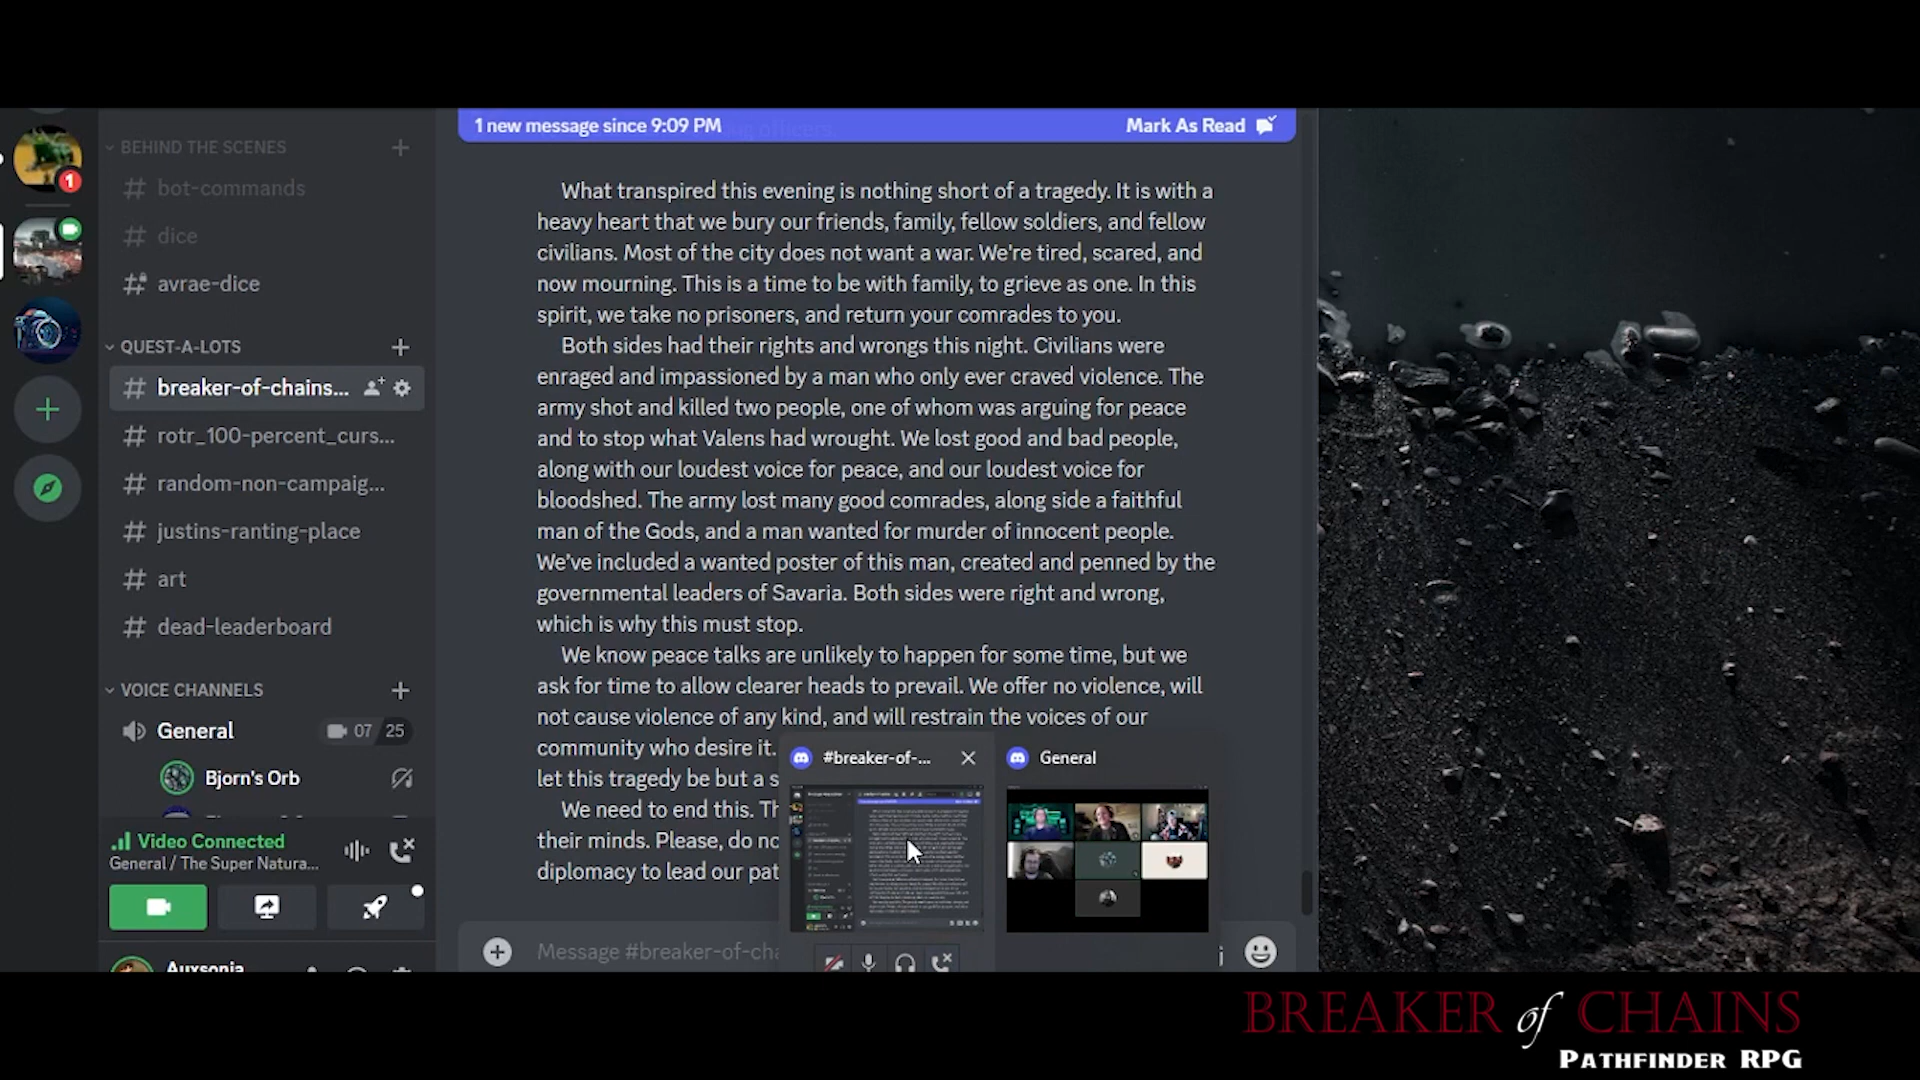 BEHIND THE SCENES
bot-commands
dice
avrae-dice
QUEST-A-LOTS
breaker-of-chains...
rotr_100-percent_curs...
random-non-campaig...
justins-ranting-place
art
dead-leaderboard
VOICE CHANNELS
General
07 25
Bjorn's Orb
Video Connected
General / The Super Natura...
Auxsonia
1
1 new message since 9:09 PM
Mark As Read
officers.
What transpired this evening is nothing short of a tragedy. It is with a
heavy heart that we bury our friends, family, fellow soldiers, and fellow
civilians. Most of the city does not want a war. We're tired, scared, and
now mourning. This is a time to be with family, to grieve as one. In this
spirit, we take no prisoners, and return your comrades to you.
Both sides had their rights and wrongs this night. Civilians were
enraged and impassioned by a man who only ever craved violence. The
army shot and killed two people, one of whom was arguing for peace
and to stop what Valens had wrought. We lost good and bad people,
along with our loudest voice for peace, and our loudest voice for
bloodshed. The army lost many good comrades, along side a faithful
man of the Gods, and a man wanted for murder of innocent people.
We've included a wanted poster of this man, created and penned by the
governmental leaders of Savaria. Both sides were right and wrong,
which is why this must stop.
We know peace talks are unlikely to happen for some time, but we
ask for time to allow clearer heads to prevail. We offer no violence, will
not cause violence of any kind, and will restrain the voices of our
community who desire it.
let this tragedy be but a s
We need to end this. Th
their minds. Please, do no
diplomacy to lead our pat
#breaker-of-...
General
Message #breaker-of-cha
BREAKER of CHAINS
PATHFINDER RPG